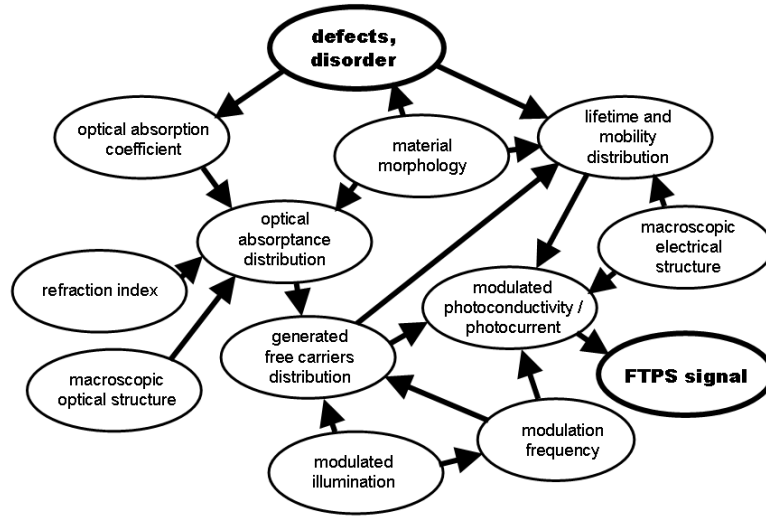 defects,
disorder
optical absorption
coefficient
material
morphology
lifetime and
mobility
distribution
optical
absorptance
distribution
macroscopic
electrical
structure
refraction index
modulated
photoconductivity /
photocurrent
generated
free carriers
distribution
macroscopic
optical structure
FTPS signal
modulated
illumination
modulation
frequency